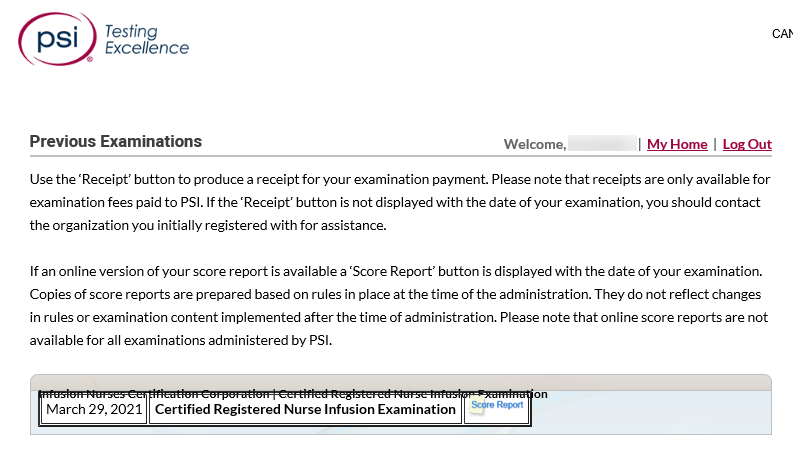 psi Testing
Excellence
®
CAN
Previous Examinations
Welcome, | My Home | Log Out
Use the ‘Receipt’ button to produce a receipt for your examination payment. Please note that receipts are only available for
examination fees paid to PSI. If the ‘Receipt’ button is not displayed with the date of your examination, you should contact
the organization you initially registered with for assistance.
If an online version of your score report is available a ‘Score Report’ button is displayed with the date of your examination.
Copies of score reports are prepared based on rules in place at the time of the administration. They do not reflect changes
in rules or examination content implemented after the time of administration. Please note that online score reports are not
available for all examinations administered by PSI.
Infusion Nurses Certification Corporation | Certified Registered Nurse Infusion Examination
March 29, 2021 Certified Registered Nurse Infusion Examination Score Report